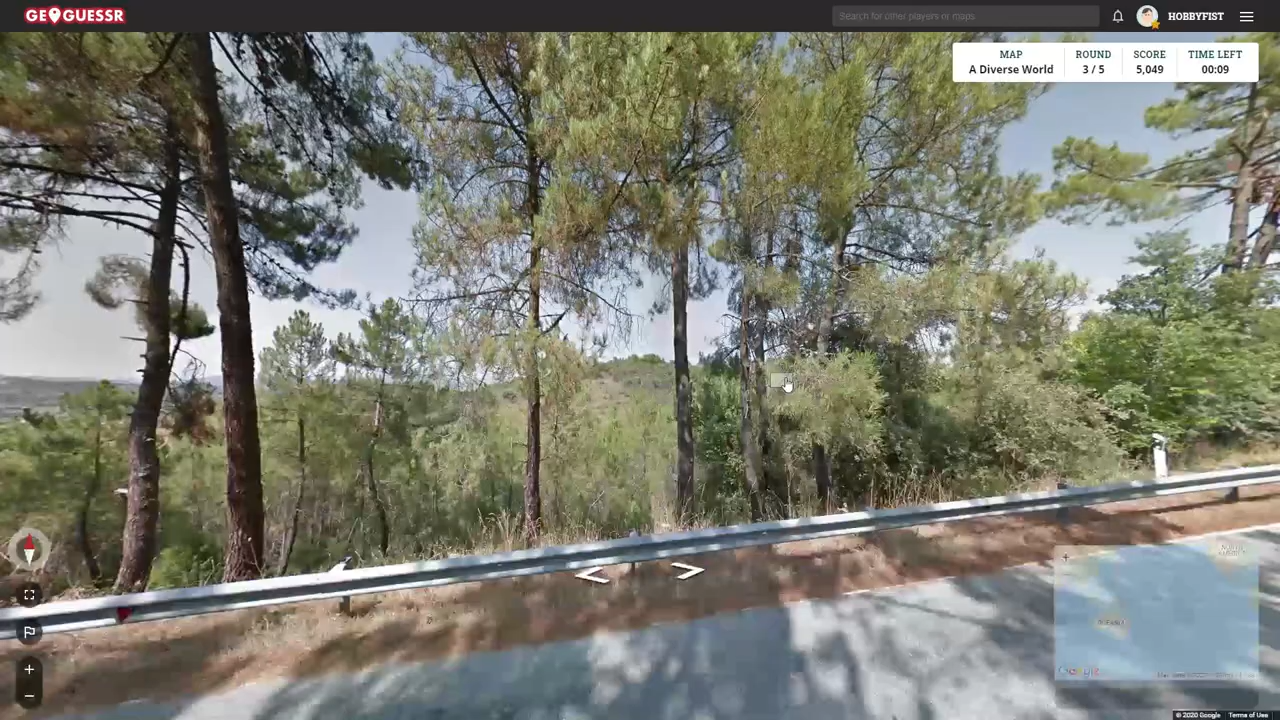 GEOGUESSR
Search for other players or maps
HOBBYFIST
MAP
A Diverse World
ROUND
3 / 5
SCORE
5,049
TIME LEFT
00:09
© 2020 Google
Terms of Use